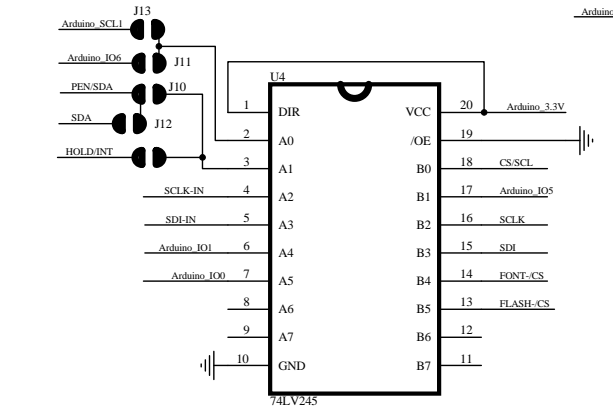 J13
Arduino
Arduino_SCL1
Arduino_IO6
J11
PEN/SDA
J10
SDA
J12
HOLD/INT
U4
1 DIR VCC 20 Arduino_3.3V
2 A0 /OE 19
3 A1 B0 18 CS/SCL
SCLK-IN 4 A2 B1 17 Arduino_IO5
SDI-IN 5 A3 B2 16 SCLK
Arduino_IO1 6 A4 B3 15 SDI
Arduino_IO0 7 A5 B4 14 FONT-/CS
8 A6 B5 13 FLASH-/CS
9 A7 B6 12
10 GND B7 11
74LV245